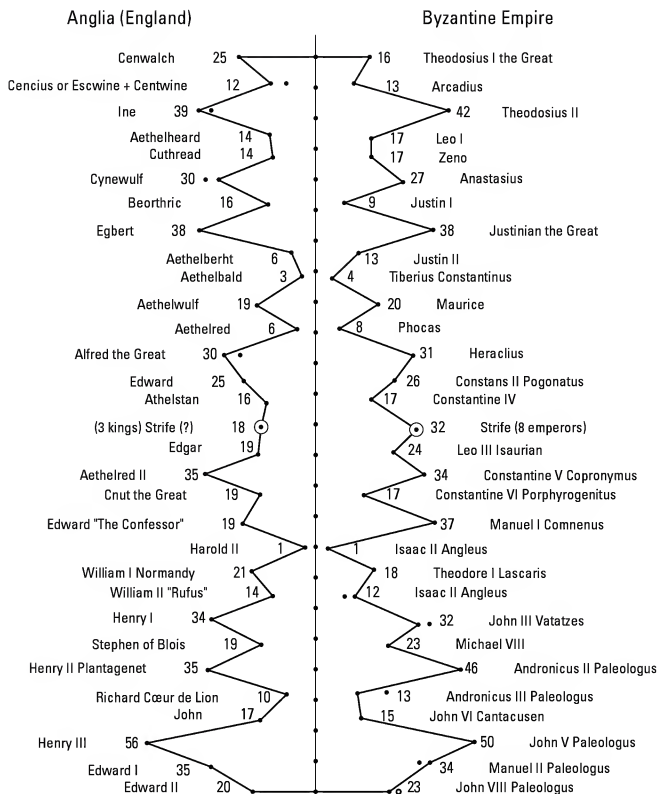 Anglia (England) Byzantine Empire
Cenwalch 25 16 Theodosius I the Great
Cencius or Escwine + Centwine 12 13 Arcadius
Ine 39 42 Theodosius II
Aethelheard 14 17 Leo I
Cuthread 14 17 Zeno
Cynewulf 30 27 Anastasius
Beorthric 16 9 Justin I
Egbert 38 38 Justinian the Great
Aethelberht 6 13 Justin II
Aethelbald 3 4 Tiberius Constantinus
Aethelwulf 19 20 Maurice
Aethelred 6 8 Phocas
Alfred the Great 30 31 Heraclius
Edward 25 26 Constans II Pogonatus
Athelstan 16 17 Constantine IV
(3 kings) Strife (?) 18 32 Strife (8 emperors)
Edgar 19 24 Leo III Isaurian
Aethelred II 35 34 Constantine V Copronymus
Cnut the Great 19 17 Constantine VI Porphyrogenitus
Edward "The Confessor" 19 37 Manuel I Comnenus
Harold II 1 1 Isaac II Angleus
William I Normandy 21 18 Theodore I Lascaris
William II "Rufus" 14 12 Isaac II Angleus
Henry I 34 32 John III Vatatzes
Stephen of Blois 19 23 Michael VIII
Henry II Plantagenet 35 46 Andronicus II Paleologus
Richard Cœur de Lion 10 13 Andronicus III Paleologus
John 17 15 John VI Cantacusen
Henry III 56 50 John V Paleologus
Edward I 35 34 Manuel II Paleologus
Edward II 20 23 John VIII Paleologus